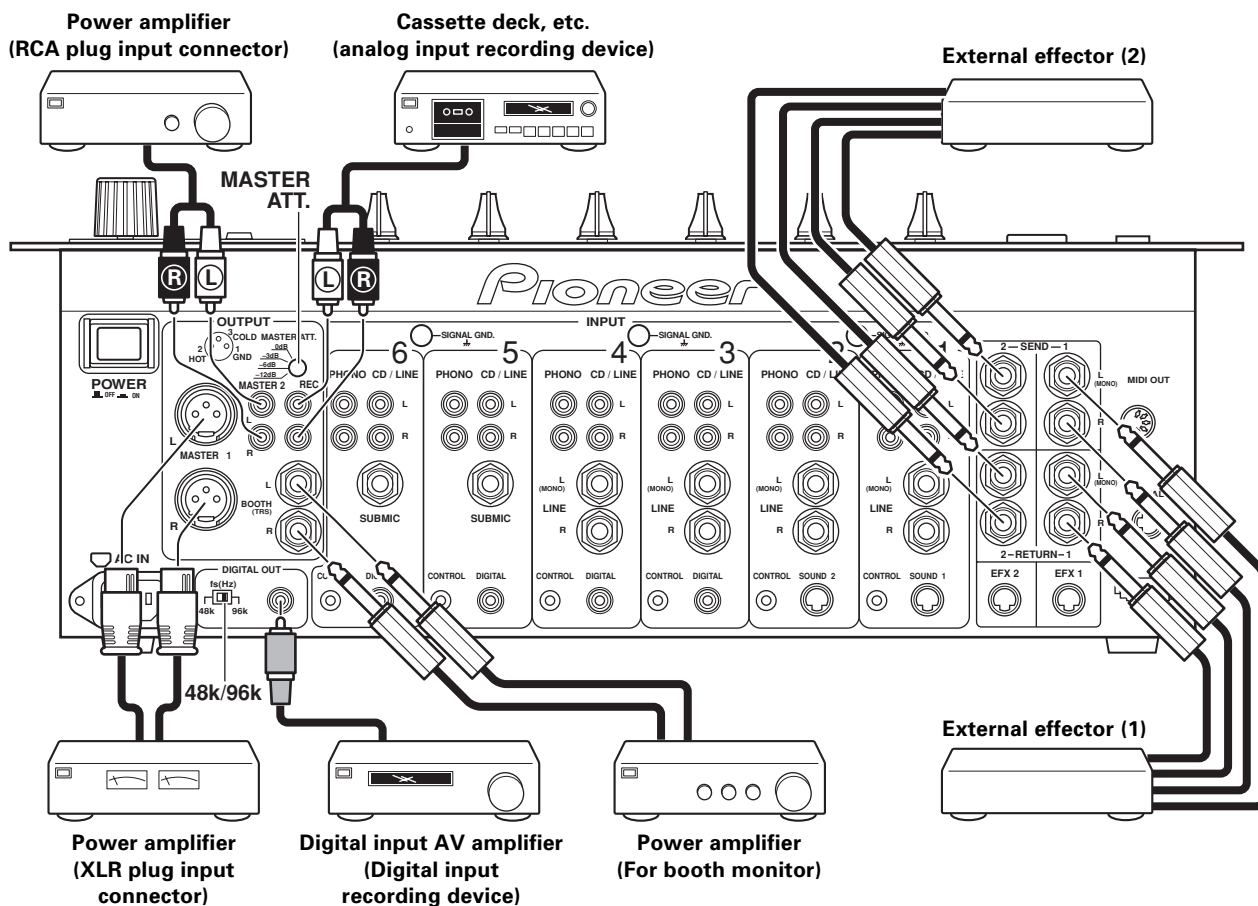 Power amplifier
(RCA plug input connector)
Cassette deck, etc.
(analog input recording device)
External effector (2)
MASTER
ATT.
R
L
L
R
Pioneer
OUTPUT
INPUT
3
COLD
2
HOT
1
GND
MASTER ATT.
0dB
–3dB
–6dB
–12dB
MASTER 2
REC
L
R
POWER
OFF
ON
L
MASTER 1
R
L
BOOTH
(TRS)
R
SIGNAL GND.
SIGNAL GND.
6
PHONO CD / LINE
L
R
SUBMIC
5
PHONO CD / LINE
L
R
SUBMIC
CONTROL DIGITAL
4
PHONO CD / LINE
L
R
L
(MONO)
LINE
R
CONTROL DIGITAL
3
PHONO CD / LINE
L
R
L
(MONO)
LINE
R
CONTROL DIGITAL
PHONO CD / LINE
L
R
L
(MONO)
LINE
R
CONTROL SOUND 2
L
(MONO)
LINE
R
CONTROL SOUND 1
2–SEND–1
L
(MONO)
R
L
(MONO)
R
2–RETURN–1
EFX 2
EFX 1
MIDI OUT
AC IN
DIGITAL OUT
fs(Hz)
48k
96k
48k/96k
External effector (1)
Power amplifier
(XLR plug input
connector)
Digital input AV amplifier
(Digital input
recording device)
Power amplifier
(For booth monitor)